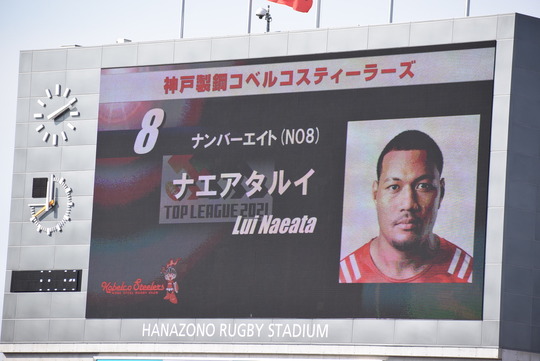 神戸製鋼コベルコスティーラーズ
8
ナンバーエイト(NO8)
ナエアタルイ
TOP LEAGUE 2021
Lui Naeata
Kobelco Steelers
HANAZONO RUGBY STADIUM